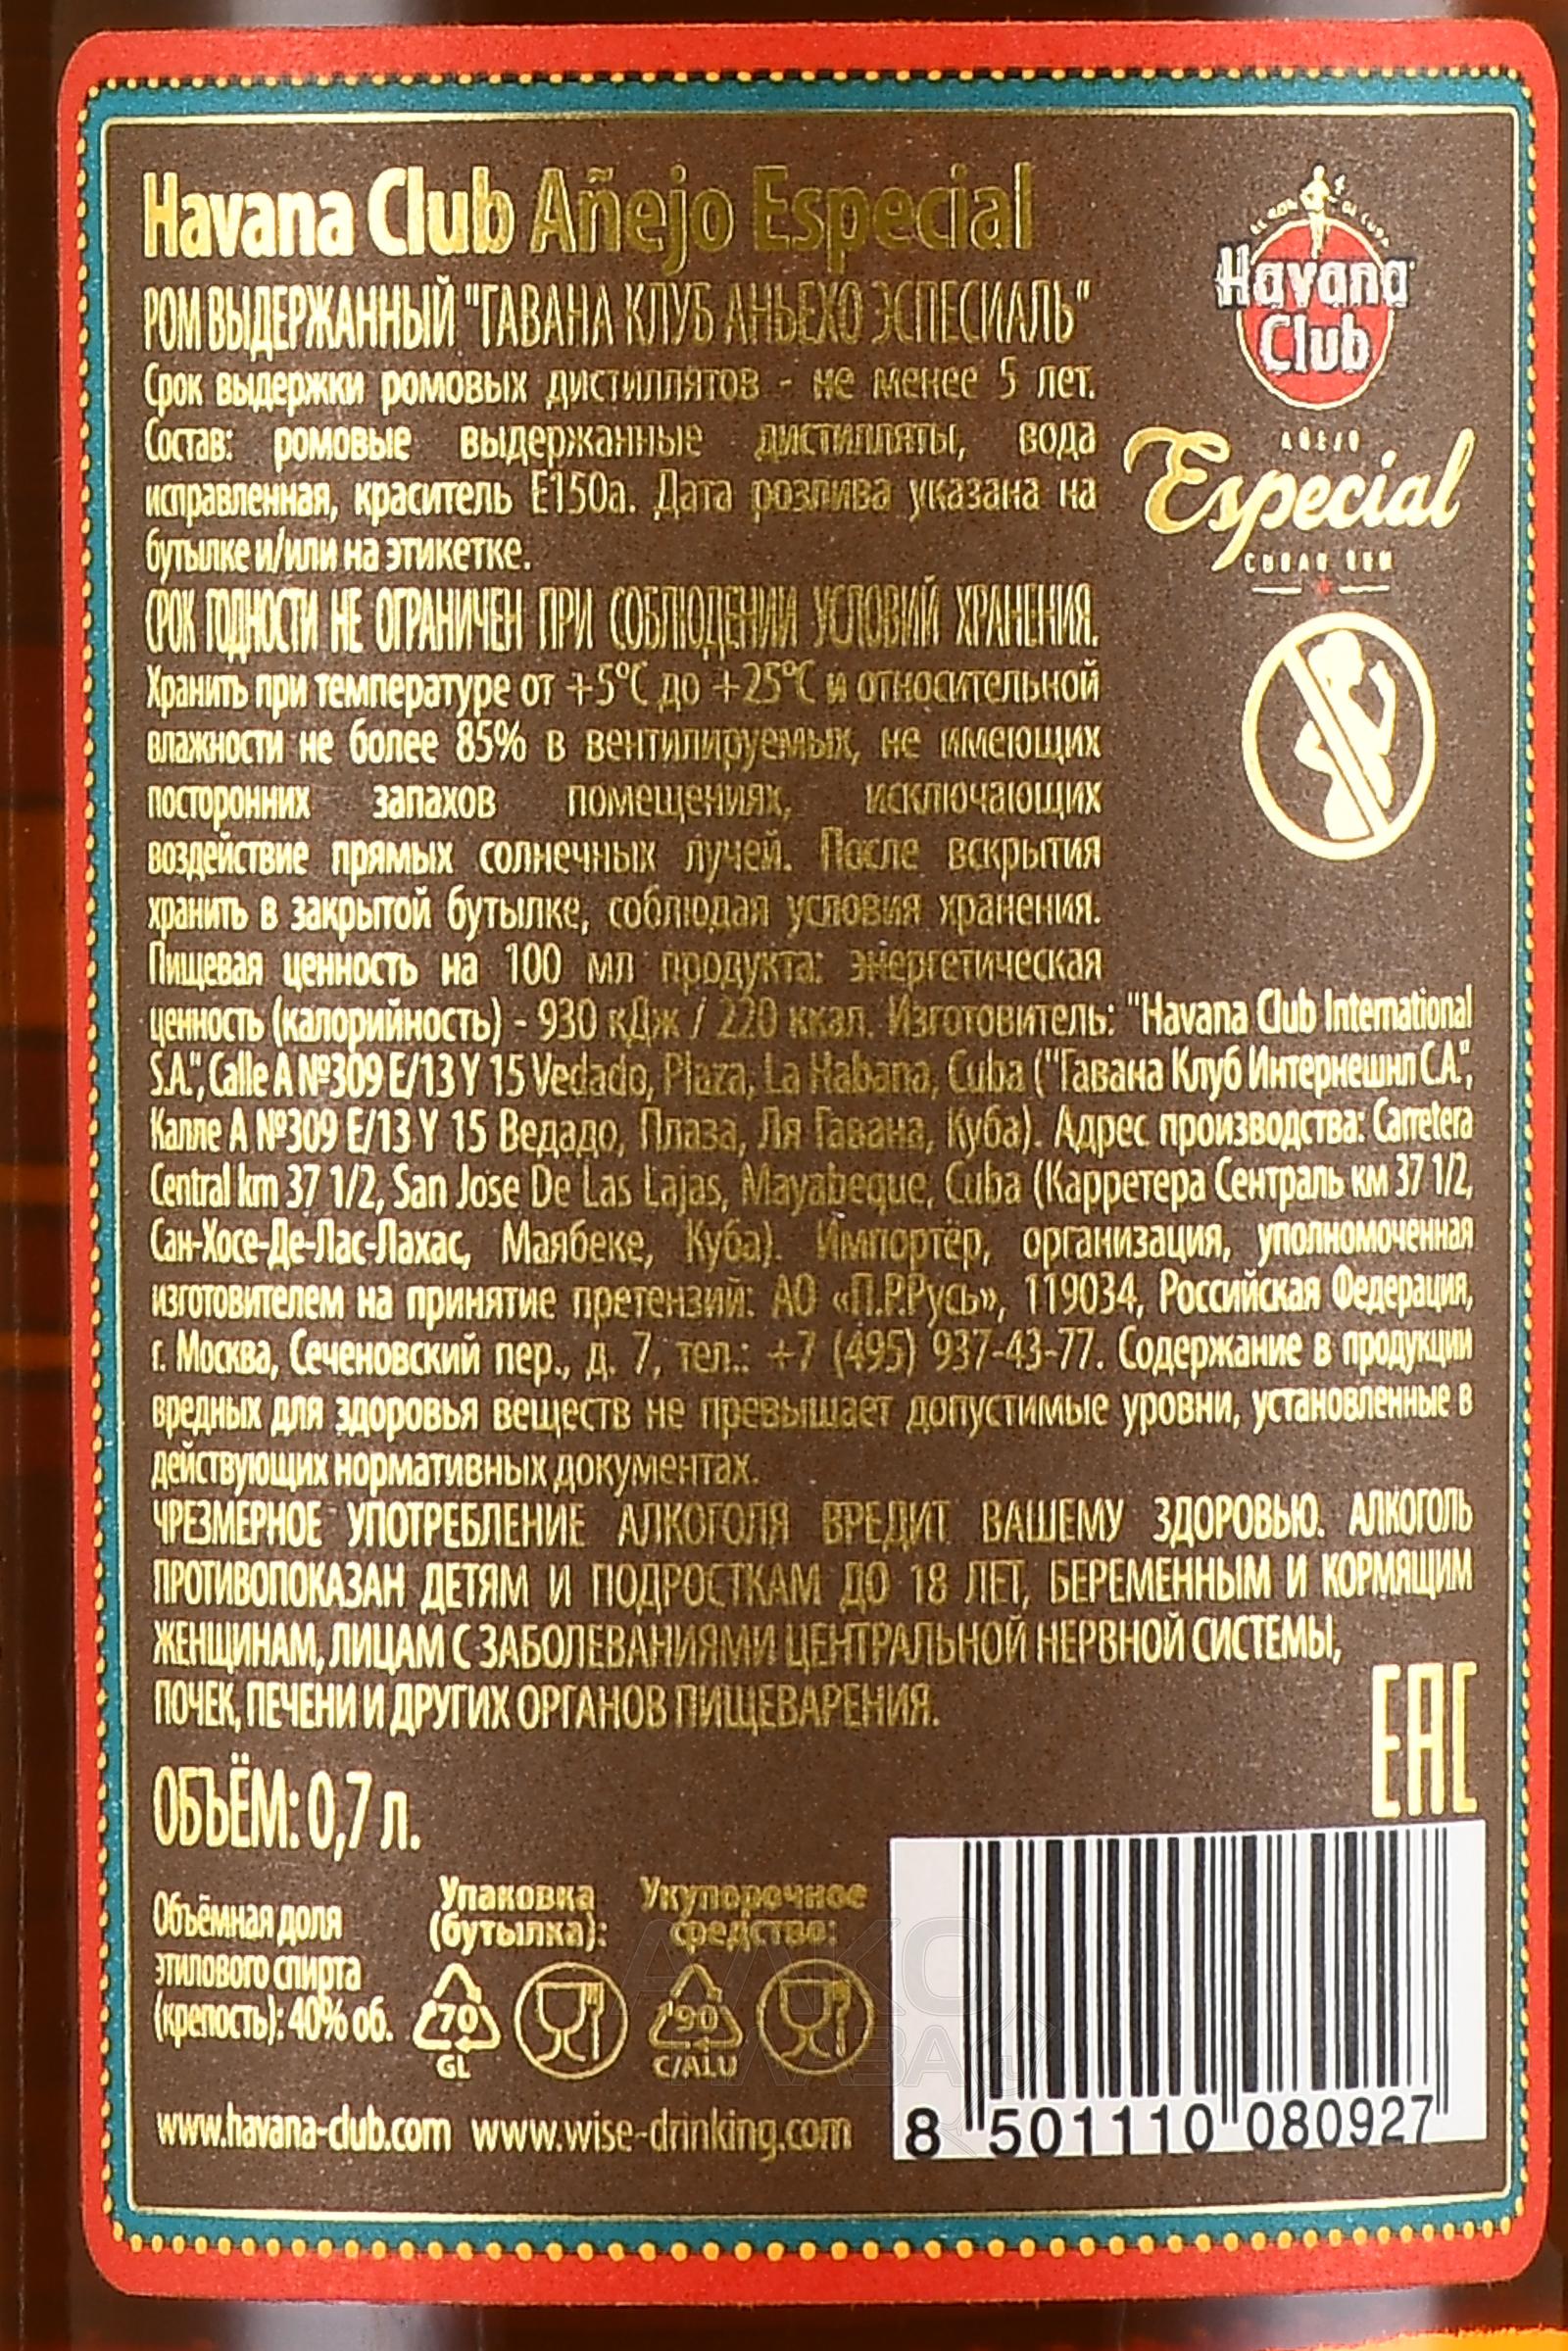 Havana Club Añejo Especial
РОМ ВЫДЕРЖАННЫЙ "ГАВАНА КЛУБ АНЬЕХО ЭСПЕСИАЛЬ"
Срок выдержки ромовых дистиллятов - не менее 5 лет.
Состав: ромовые выдержанные дистилляты, вода
исправленная, краситель Е150а. Дата розлива указана на
бутылке и/или на этикетке.
СРОК ГОДНОСТИ НЕ ОГРАНИЧЕН ПРИ СОБЛЮДЕНИИ УСЛОВИЙ ХРАНЕНИЯ.
Хранить при температуре от +5°C до +25°C и относительной
влажности не более 85% в вентилируемых, не имеющих
посторонних запахов помещениях, исключающих
воздействие прямых солнечных лучей. После вскрытия
хранить в закрытой бутылке, соблюдая условия хранения.
Пищевая ценность на 100 мл продукта: энергетическая
ценность (калорийность) - 930 кДж / 220 ккал. Изготовитель: "Havana Club International
S.A.", Calle A №309 E/13 Y 15 Vedado, Plaza, La Habana, Cuba ("Гавана Клуб Интернешнл С.А.",
Калле А №309 Е/13 Y 15 Ведадо, Плаза, Ля Гавана, Куба). Адрес производства: Carretera
Central km 37 1/2, San Jose De Las Lajas, Mayabeque, Cuba (Карретера Сентраль км 37 1/2,
Сан-Хосе-Де-Лас-Лахас, Маябеке, Куба). Импортёр, организация, уполномоченная
изготовителем на принятие претензий: АО «П.Р.Русь», 119034, Российская Федерация,
г. Москва, Сеченовский пер., д. 7, тел.: +7 (495) 937-43-77. Содержание в продукции
вредных для здоровья веществ не превышает допустимые уровни, установленные в
действующих нормативных документах.
ЧРЕЗМЕРНОЕ УПОТРЕБЛЕНИЕ АЛКОГОЛЯ ВРЕДИТ ВАШЕМУ ЗДОРОВЬЮ. АЛКОГОЛЬ
ПРОТИВОПОКАЗАН ДЕТЯМ И ПОДРОСТКАМ ДО 18 ЛЕТ, БЕРЕМЕННЫМ И КОРМЯЩИМ
ЖЕНЩИНАМ, ЛИЦАМ С ЗАБОЛЕВАНИЯМИ ЦЕНТРАЛЬНОЙ НЕРВНОЙ СИСТЕМЫ,
ПОЧЕК, ПЕЧЕНИ И ДРУГИХ ОРГАНОВ ПИЩЕВАРЕНИЯ.
ОБЪЁМ: 0,7 л.
Объёмная доля
этилового спирта
(крепость): 40% об.
Упаковка
(бутылка):
70
GL
Укупорочное
средство:
90
C/ALU
www.havana-club.com www.wise-drinking.com
EL RON DE CUBA
Havana
Club
AÑEJO
Especial
CUBAN RUM
EAC
8 501110 080927